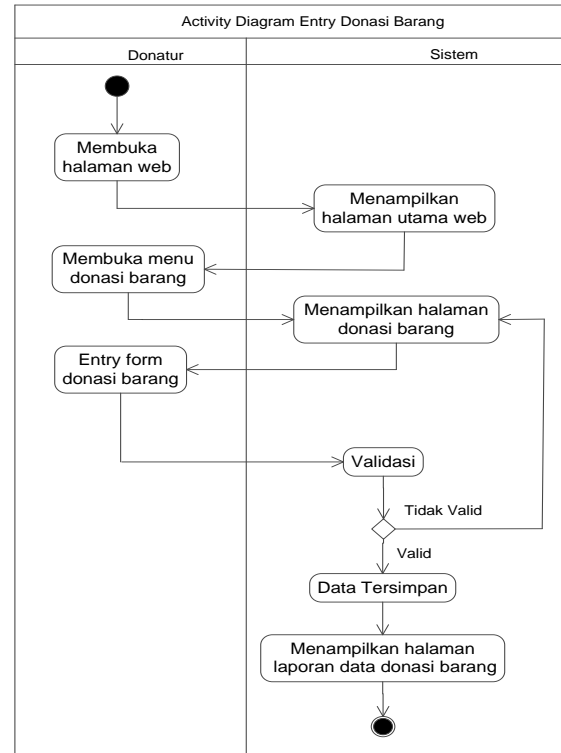 Activity Diagram Entry Donasi Barang
Donatur
Sistem
Membuka
halaman web
Menampilkan
halaman utama web
Membuka menu
donasi barang
Menampilkan halaman
donasi barang
Entry form
donasi barang
Validasi
Tidak Valid
Valid
Data Tersimpan
Menampilkan halaman
laporan data donasi barang